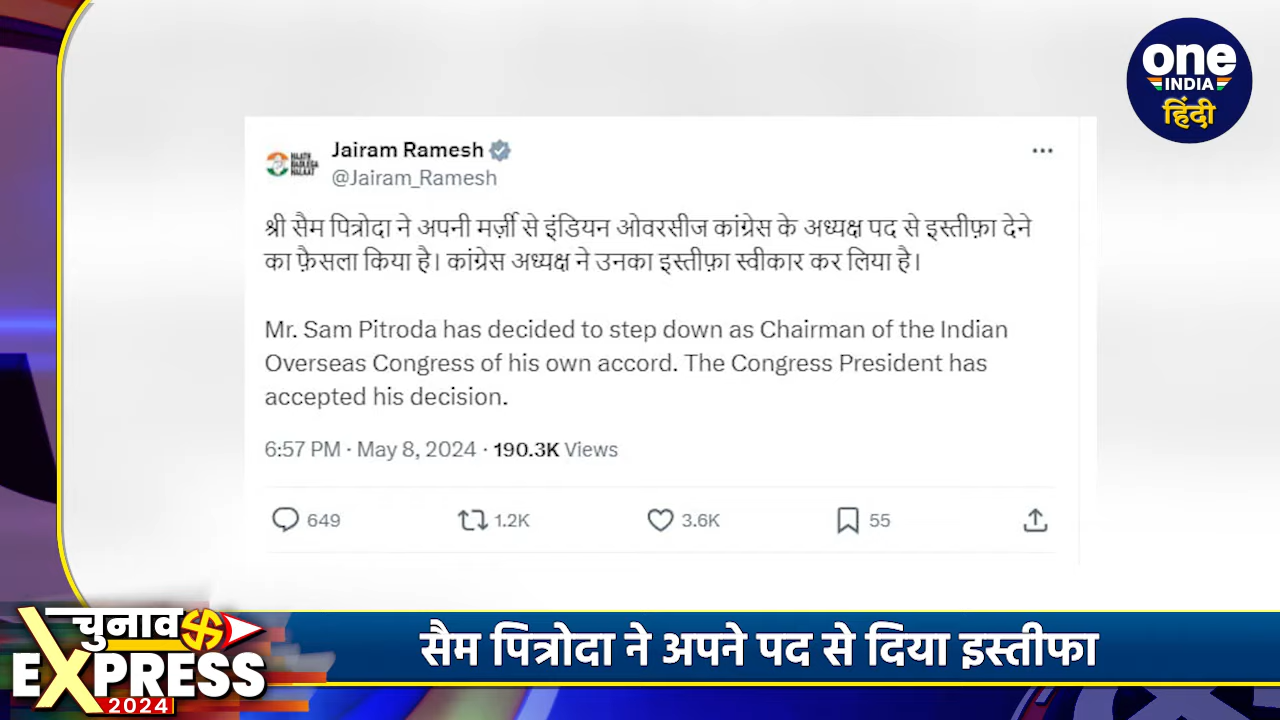 one
INDIA
हिंदी
Jairam Ramesh
@Jairam_Ramesh
HAATH
BADLEGA
HALAAT
श्री सैम पित्रोदा ने अपनी मर्ज़ी से इंडियन ओवरसीज कांग्रेस के अध्यक्ष पद से इस्तीफ़ा देने
का फ़ैसला किया है। कांग्रेस अध्यक्ष ने उनका इस्तीफ़ा स्वीकार कर लिया है।
Mr. Sam Pitroda has decided to step down as Chairman of the Indian
Overseas Congress of his own accord. The Congress President has
accepted his decision.
6:57 PM · May 8, 2024 · 190.3K Views
649 1.2K 3.6K 55
चुनाव
EXPRESS
2024
सैम पित्रोदा ने अपने पद से दिया इस्तीफा